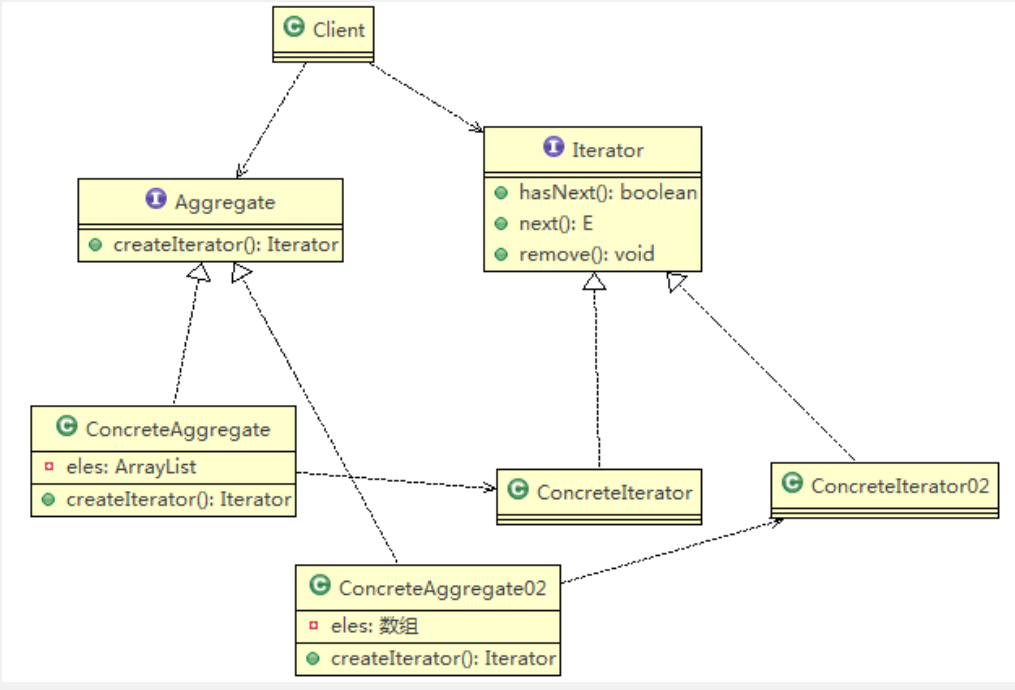 Client
Iterator
hasNext(): boolean
next(): E
remove(): void
Aggregate
createIterator(): Iterator
ConcreteAggregate
eles: ArrayList
createIterator(): Iterator
ConcreteIterator
ConcreteIterator02
ConcreteAggregate02
eles: 数组
createIterator(): Iterator